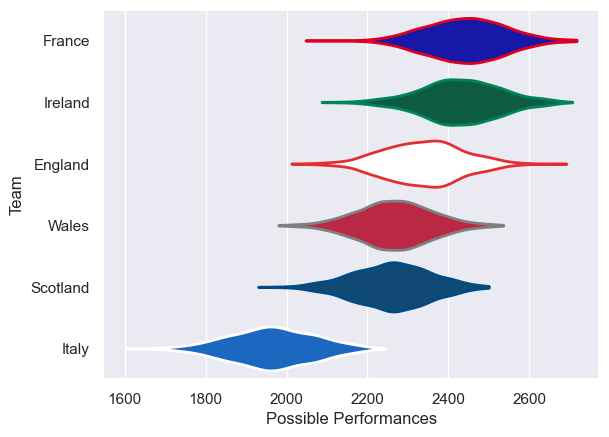 France
Ireland
England
Wales
Scotland
Italy
Team
1600 1800 2000 2200 2400 2600
Possible Performances